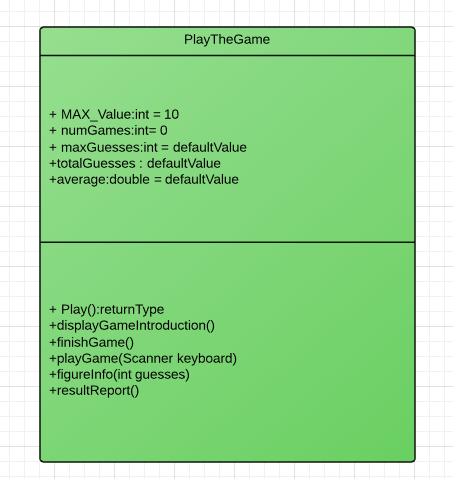 PlayTheGame
+ MAX_Value:int = 10
+ numGames:int= 0
+ maxGuesses:int = defaultValue
+totalGuesses : defaultValue
+average:double = defaultValue
+ Play():returnType
+displayGameIntroduction()
+finishGame()
+playGame(Scanner keyboard)
+figureInfo(int guesses)
+resultReport()